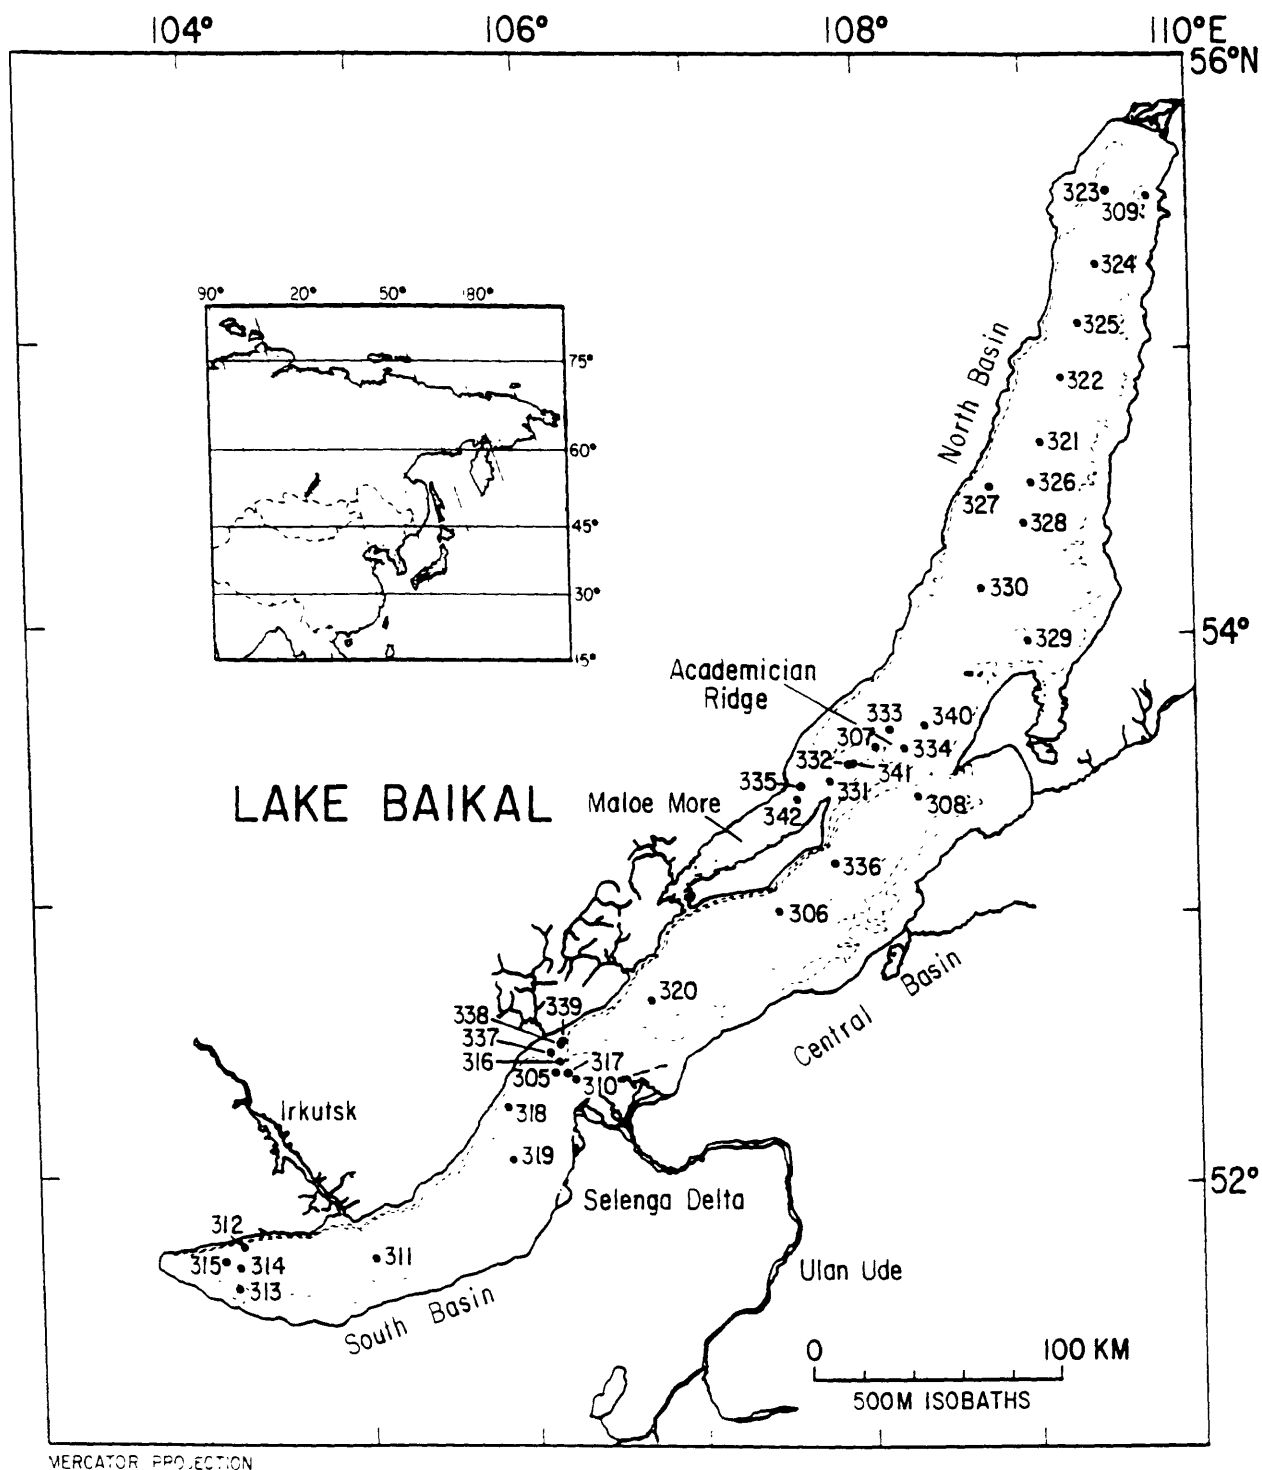 104° 106° 108° 110°E
56°N
323
309
324
90° 20° 50° 80°
325
75°
North Basin
322
321
60°
326
327
45°
328
330
30°
54°
329
15°
Academician
Ridge
333 340
307
334
332
341
335
331
LAKE BAIKAL
Maloe More
342
308
336
306
Central Basin
320
339
338
337
316 317
305 310
Irkutsk
318
319
52°
Selenga Delta
312
311
315 314
Ulan Ude
313
South Basin
0 100 KM
500M ISOBATHS
MERCATOR PROJECTION